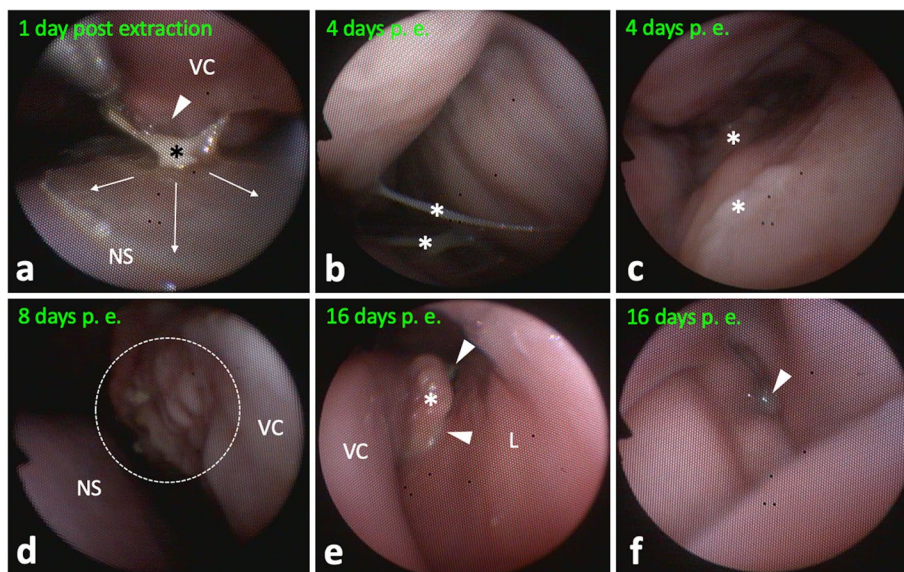 1 day post extraction
VC
*
NS
a
4 days p. e.
*
*
b
4 days p. e.
*
*
c
8 days p. e.
VC
NS
d
16 days p. e.
*
VC
L
e
16 days p. e.
f